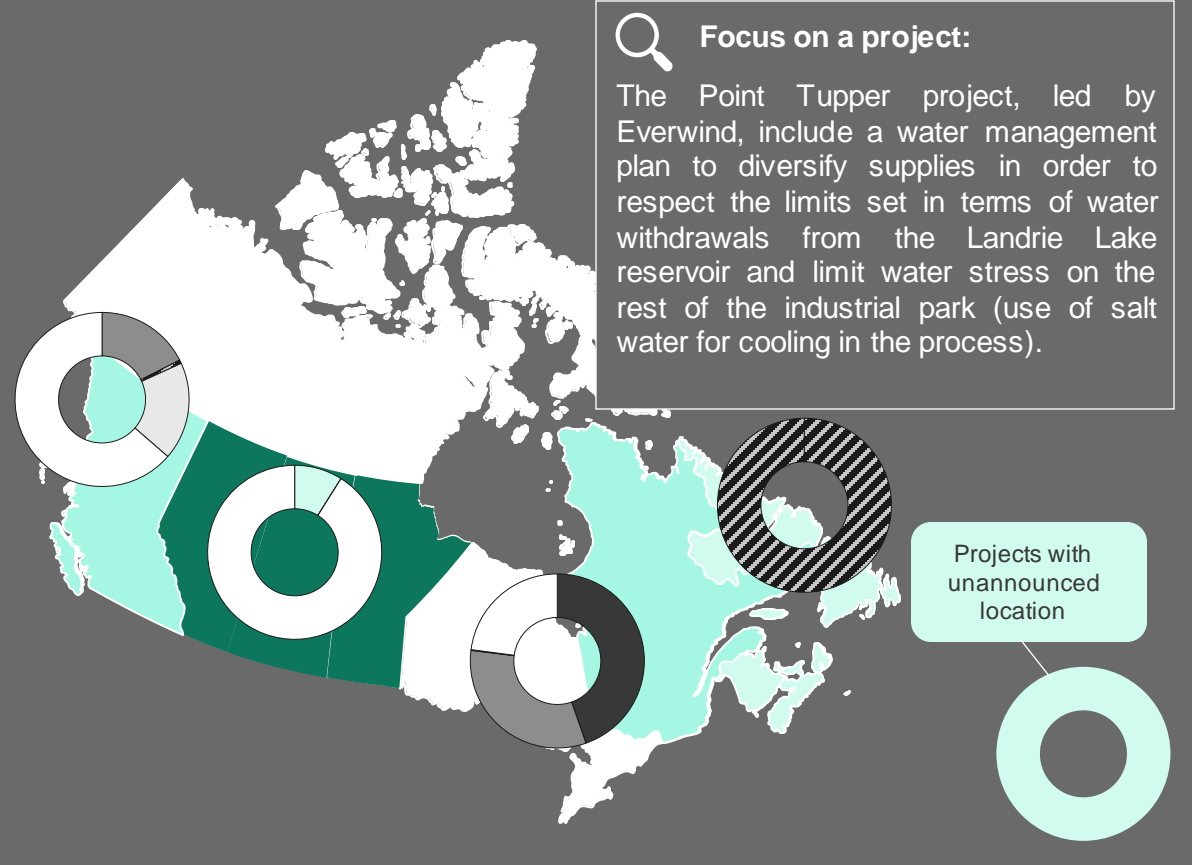 Focus on a project:
The Point Tupper project, led by
Everwind, include a water management
plan to diversify supplies in order to
respect the limits set in terms of water
withdrawals from the Landrie Lake
reservoir and limit water stress on the
rest of the industrial park (use of salt
water for cooling in the process).
Projects with
unannounced
location